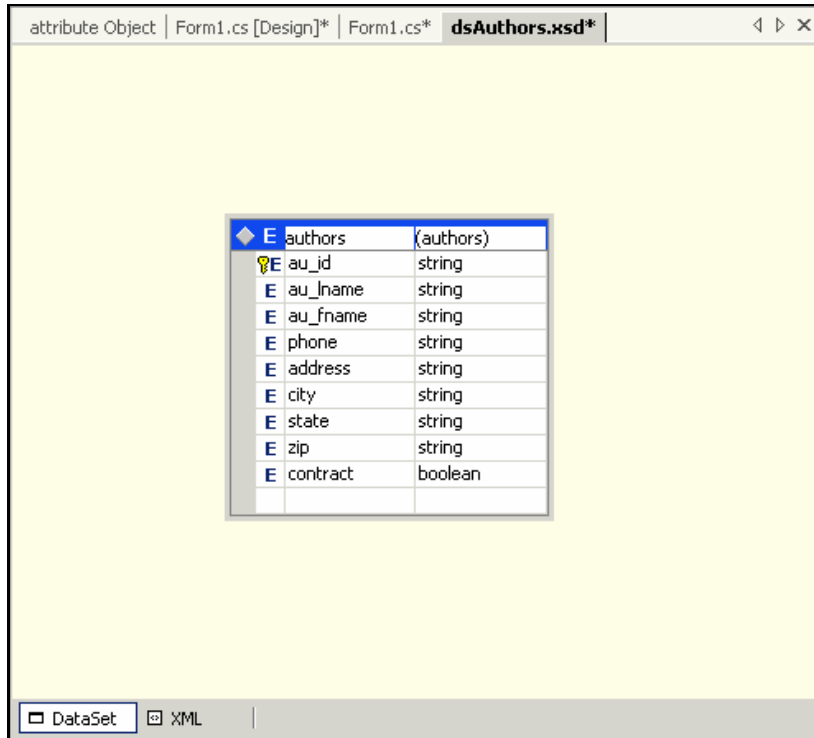 attribute Object | Form1.cs [Design]* | Form1.cs* | dsAuthors.xsd*
E authors (authors)
E au_id string
E au_lname string
E au_fname string
E phone string
E address string
E city string
E state string
E zip string
E contract boolean
DataSet XML